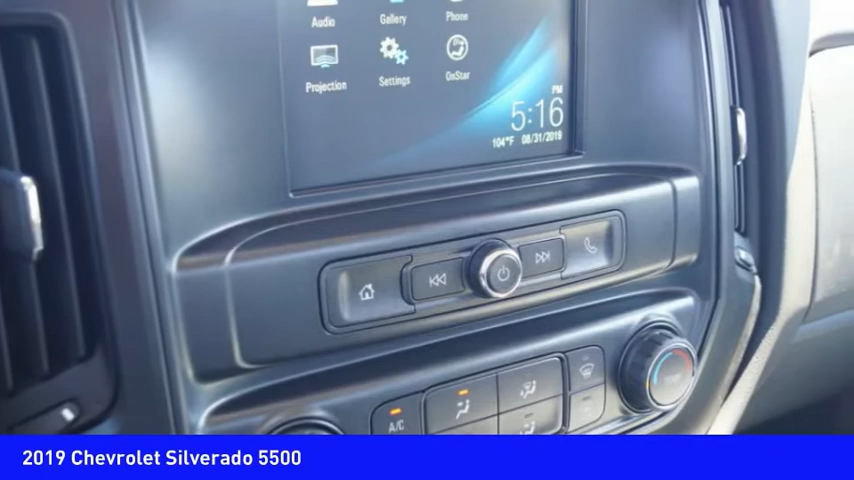 Audio Gallery Phone
Projection Settings OnStar
PM
5:16
104°F 08/31/2019
A/C
2019 Chevrolet Silverado 5500